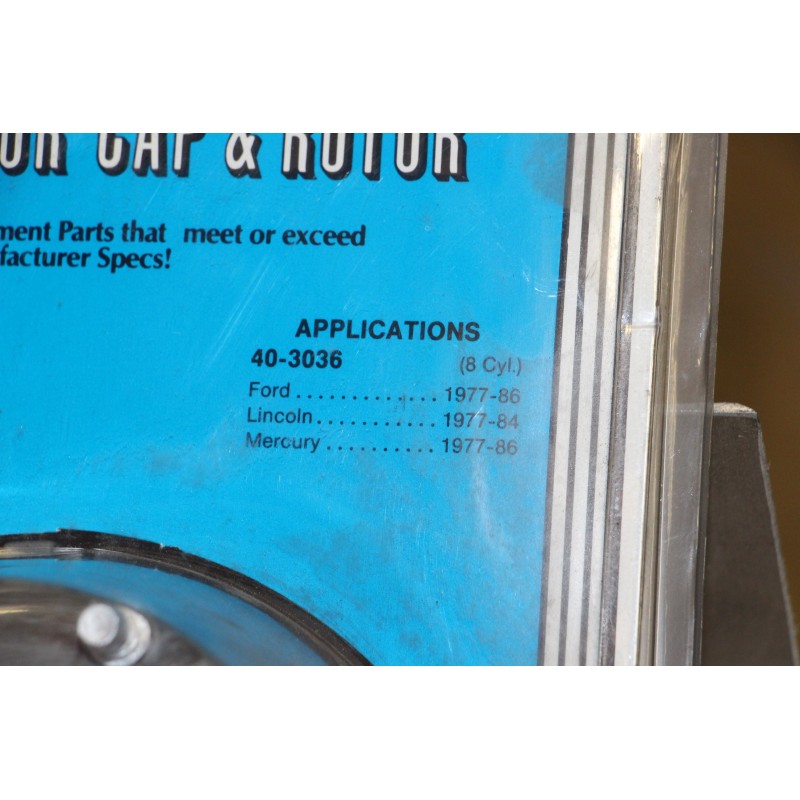 OR CAP & ROTOR
ment Parts that meet or exceed
facturer Specs!
APPLICATIONS
40-3036 (8 Cyl.)
Ford ............. 1977-86
Lincoln ........... 1977-84
Mercury .......... 1977-86